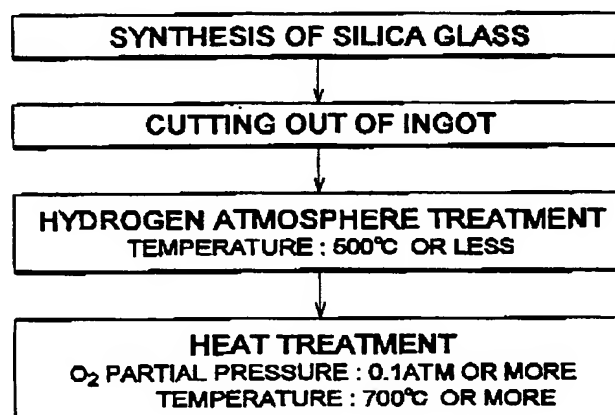 SYNTHESIS OF SILICA GLASS
CUTTING OUT OF INGOT
HYDROGEN ATMOSPHERE TREATMENT
TEMPERATURE : 500℃ OR LESS
HEAT TREATMENT
O₂ PARTIAL PRESSURE : 0.1ATM OR MORE
TEMPERATURE : 700℃ OR MORE